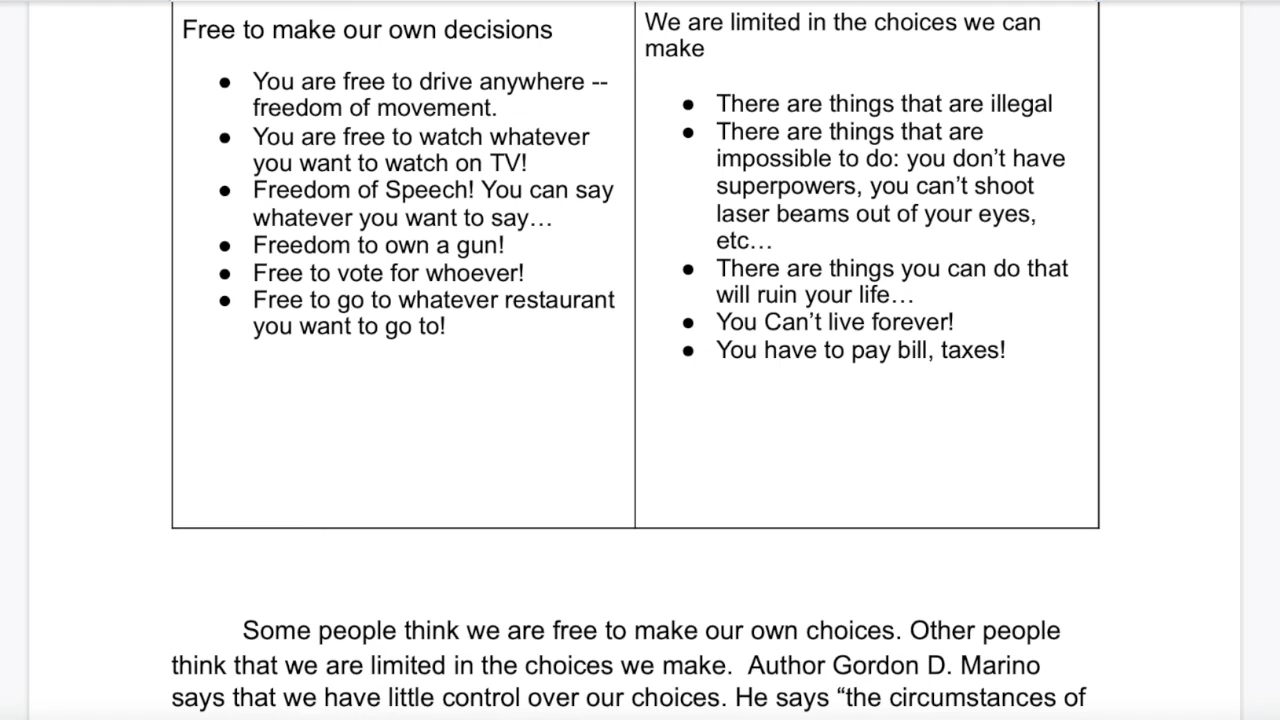 Free to make our own decisions
● You are free to drive anywhere --
freedom of movement.
● You are free to watch whatever
you want to watch on TV!
● Freedom of Speech! You can say
whatever you want to say…
● Freedom to own a gun!
● Free to vote for whoever!
● Free to go to whatever restaurant
you want to go to!
We are limited in the choices we can
make
● There are things that are illegal
● There are things that are
impossible to do: you don’t have
superpowers, you can’t shoot
laser beams out of your eyes,
etc…
● There are things you can do that
will ruin your life…
● You Can’t live forever!
● You have to pay bill, taxes!
Some people think we are free to make our own choices. Other people
think that we are limited in the choices we make.  Author Gordon D. Marino
says that we have little control over our choices. He says “the circumstances of